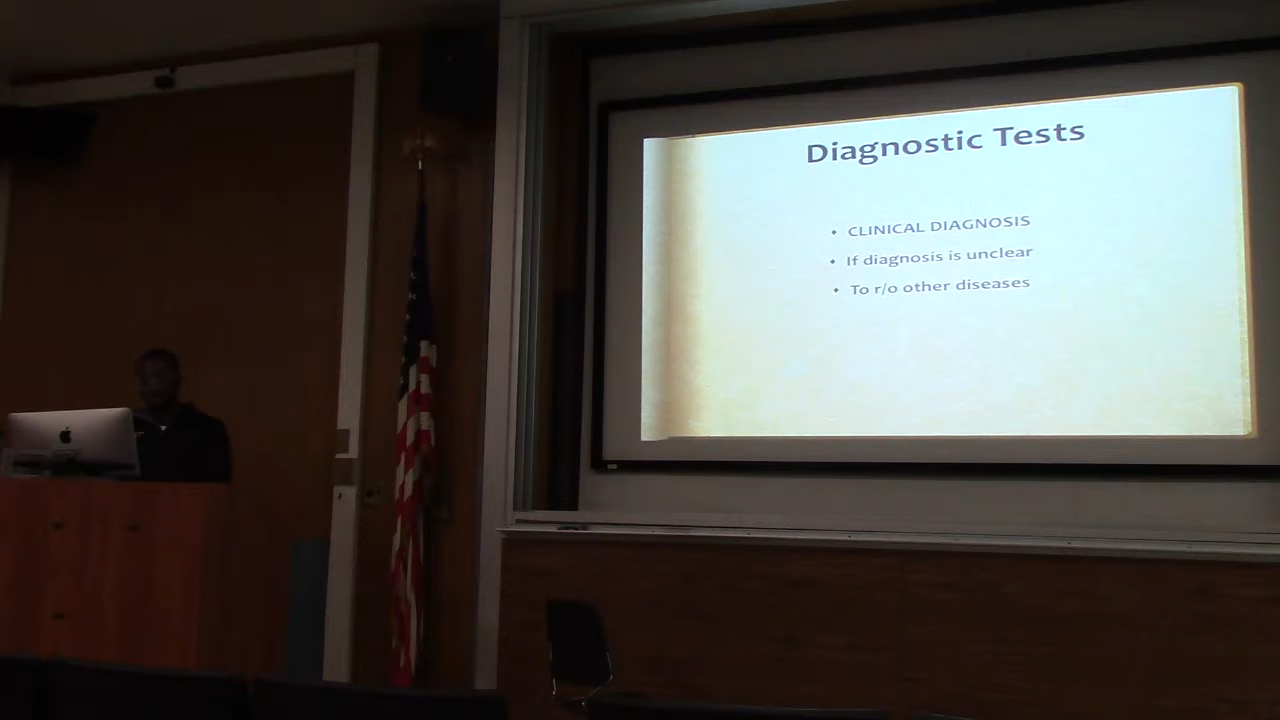 Diagnostic Tests
• CLINICAL DIAGNOSIS
• If diagnosis is unclear
• To r/o other diseases